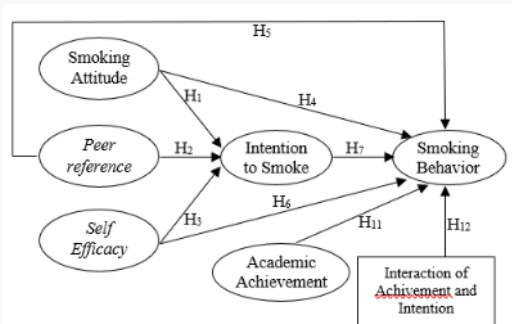 H5
Smoking
Attitude
H1
H4
Peer
reference
H2
Intention
to Smoke
H7
Smoking
Behavior
H3
H6
Self
Efficacy
H11
H12
Academic
Achievement
Interaction of
Achivement and
Intention